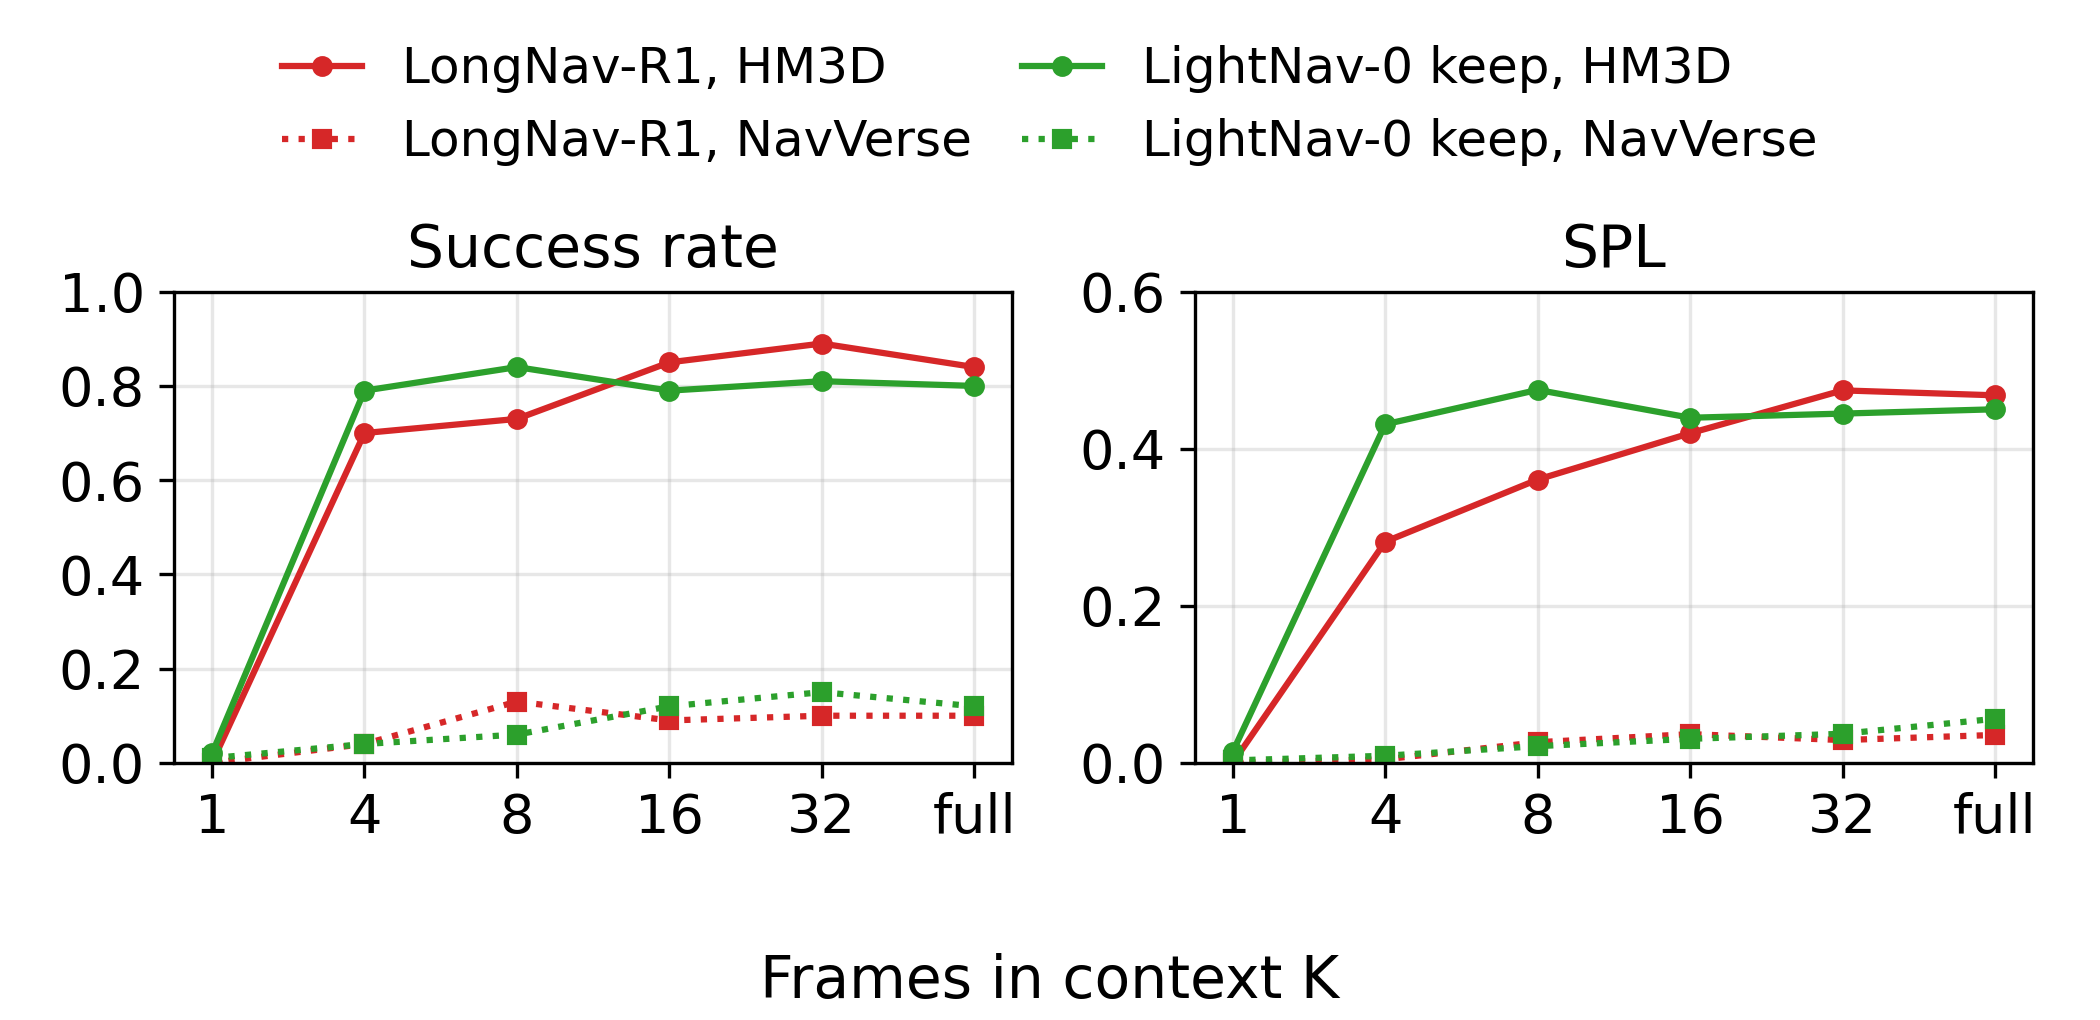 LongNav-R1, HM3D
LightNav-0 keep, HM3D
LongNav-R1, NavVerse
LightNav-0 keep, NavVerse
Success rate
SPL
1.0
0.8
0.6
0.4
0.2
0.0
1 4 8 16 32 full
0.6
0.4
0.2
0.0
1 4 8 16 32 full
Frames in context K